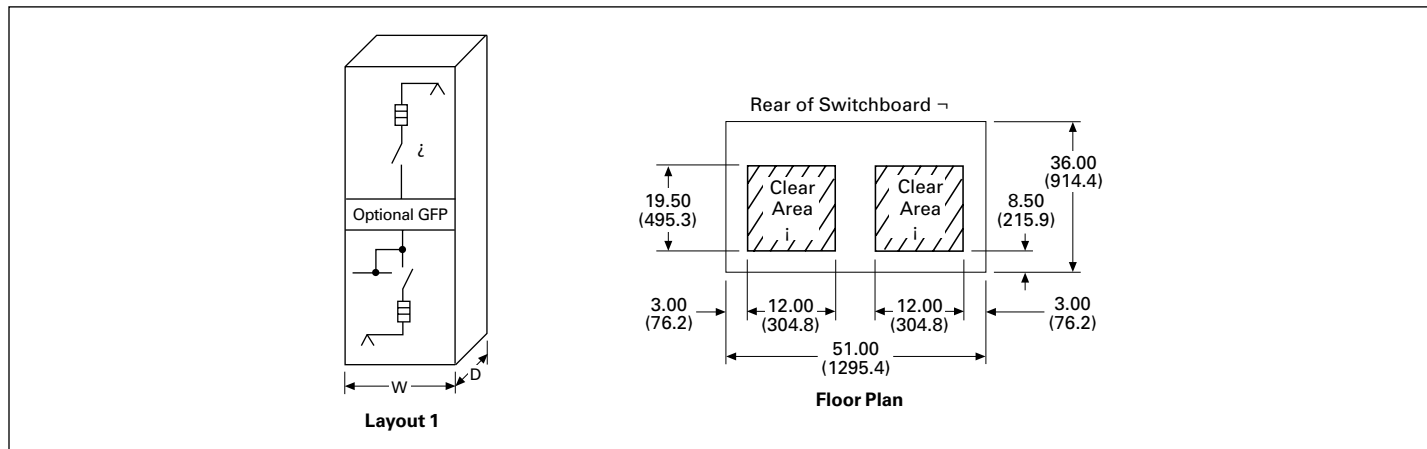 ¿
Optional GFP
W
D
Layout 1
Rear of Switchboard ¬
Clear
Area
¡
Clear
Area
¡
19.50
(495.3)
36.00
(914.4)
8.50
(215.9)
3.00
(76.2)
12.00
(304.8)
12.00
(304.8)
3.00
(76.2)
51.00
(1295.4)
Floor Plan